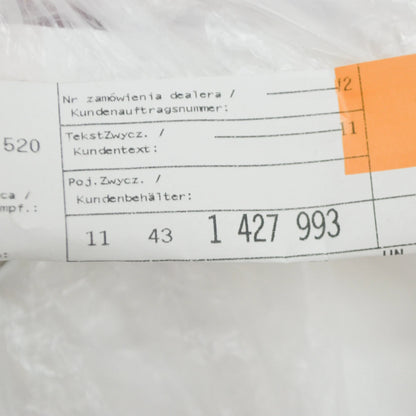 Nr zamówienia dealera /
Kundenauftragsnummer:
12
520
TekstZwycz. /
Kundentext:
11
Poj.Zwycz. /
Kundenbehälter:
ca /
mpf.:
11 43 1 427 993